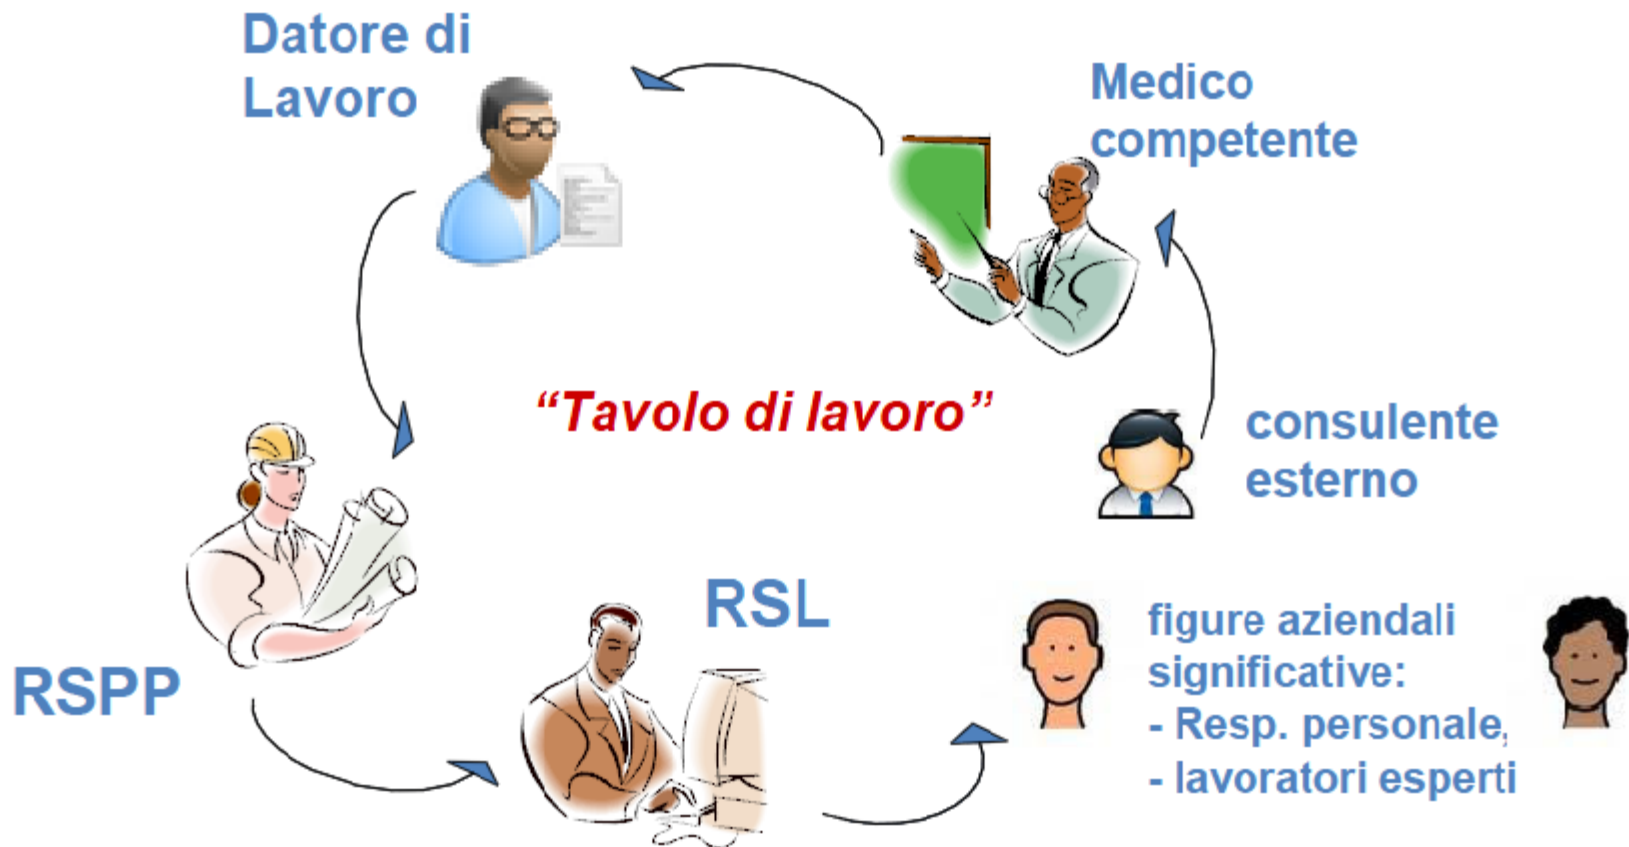 Datore di
Lavoro
Medico
competente
“Tavolo di lavoro”
consulente
esterno
RSPP
RSL
figure aziendali
significative:
- Resp. personale,
- lavoratori esperti